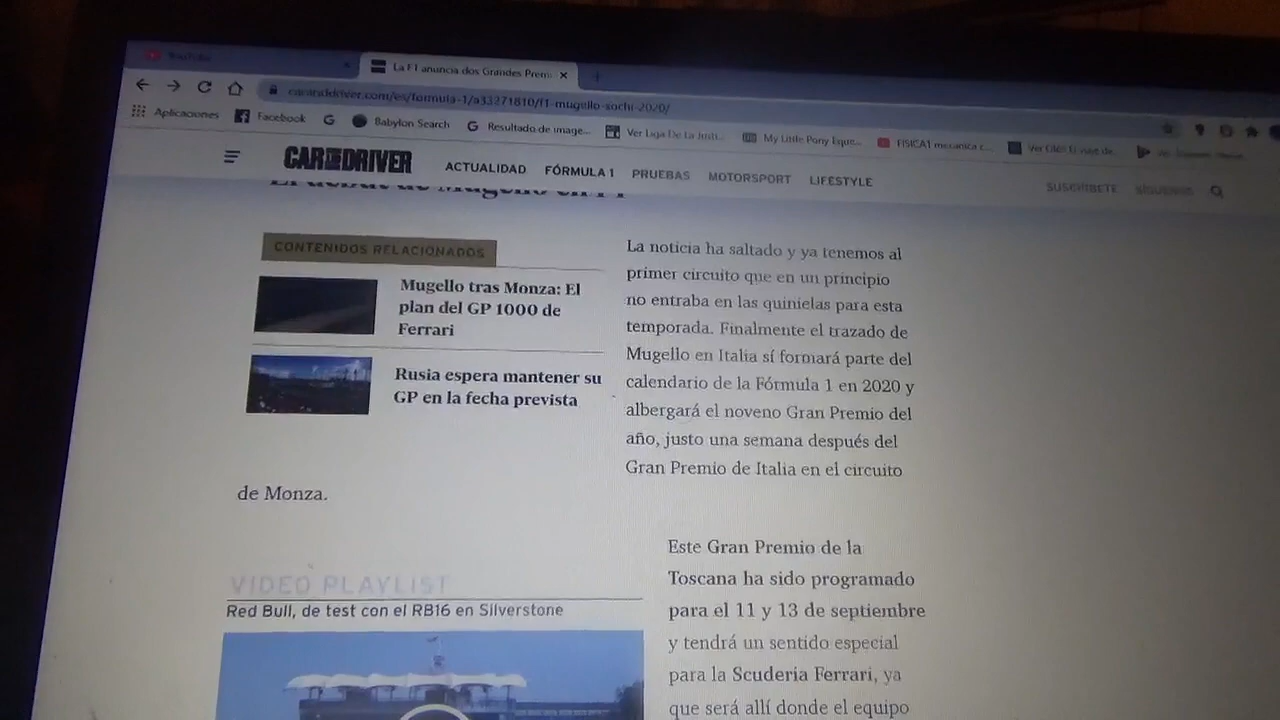 YouTube
La F1 anuncia dos Grandes Premi
caranddriver.com/es/formula-1/a33271810/f1-mugello-sochi-2020/
Aplicaciones
Facebook
Babylon Search
Resultado de image...
Ver Liga De La Justi...
My Little Pony Eque...
FISICA1 mecanica c...
CAR AND DRIVER
ACTUALIDAD
FÓRMULA 1
PRUEBAS
MOTORSPORT
LIFESTYLE
SUSCRÍBETE
SÍGUENOS
El debut de Mugello en F1
CONTENIDOS RELACIONADOS
Mugello tras Monza: El
plan del GP 1000 de
Ferrari
Rusia espera mantener su
GP en la fecha prevista
La noticia ha saltado y ya tenemos al
primer circuito que en un principio
no entraba en las quinielas para esta
temporada. Finalmente el trazado de
Mugello en Italia sí formará parte del
calendario de la Fórmula 1 en 2020 y
albergará el noveno Gran Premio del
año, justo una semana después del
Gran Premio de Italia en el circuito
de Monza.
VIDEO PLAYLIST
Red Bull, de test con el RB16 en Silverstone
Este Gran Premio de la
Toscana ha sido programado
para el 11 y 13 de septiembre
y tendrá un sentido especial
para la Scuderia Ferrari, ya
que será allí donde el equipo